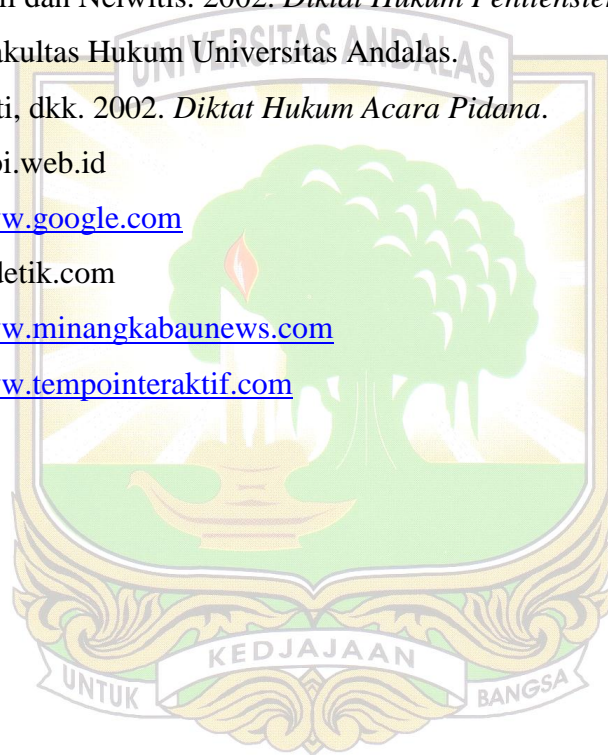 dan Nelwitis. 2002. Diktat Hukum Penitensier
akultas Hukum Universitas Andalas.
ti, dkk. 2002. Diktat Hukum Acara Pidana.
i.web.id
w.google.com
detik.com
w.minangkabaunews.com
w.tempointeraktif.com
UNIVERSITAS ANDALAS
UNTUK KEDJAJAAN BANGSA